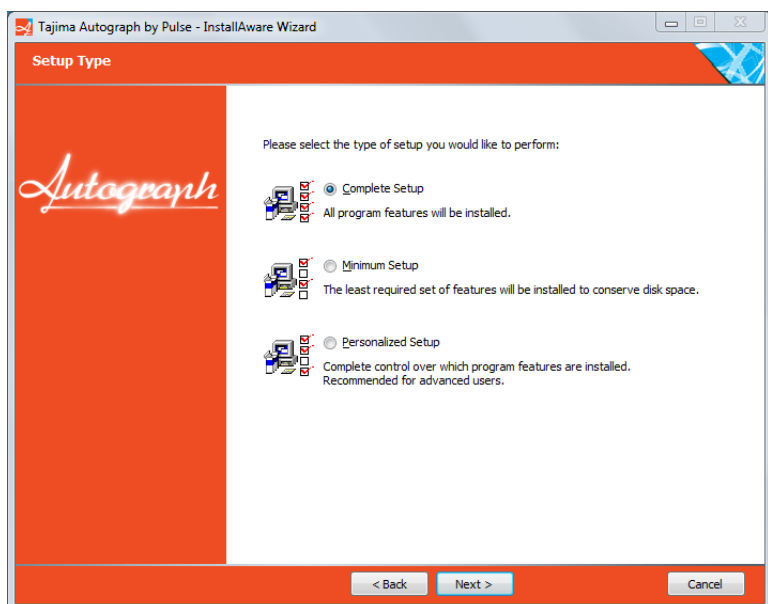 Tajima Autograph by Pulse - InstallAware Wizard
Setup Type
Autograph
Please select the type of setup you would like to perform:
Complete Setup
All program features will be installed.
Minimum Setup
The least required set of features will be installed to conserve disk space.
Personalized Setup
Complete control over which program features are installed.
Recommended for advanced users.
< Back
Next >
Cancel